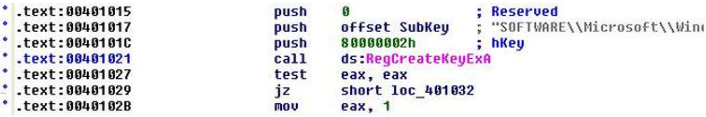 .text:00401015 push 0 ; Reserved
.text:00401017 push offset SubKey ; "SOFTWARE\\Microsoft\\Win
.text:0040101C push 80000002h ; hKey
.text:00401021 call ds:RegCreateKeyExA
.text:00401027 test eax, eax
.text:00401029 jz short loc_401032
.text:0040102B mov eax, 1